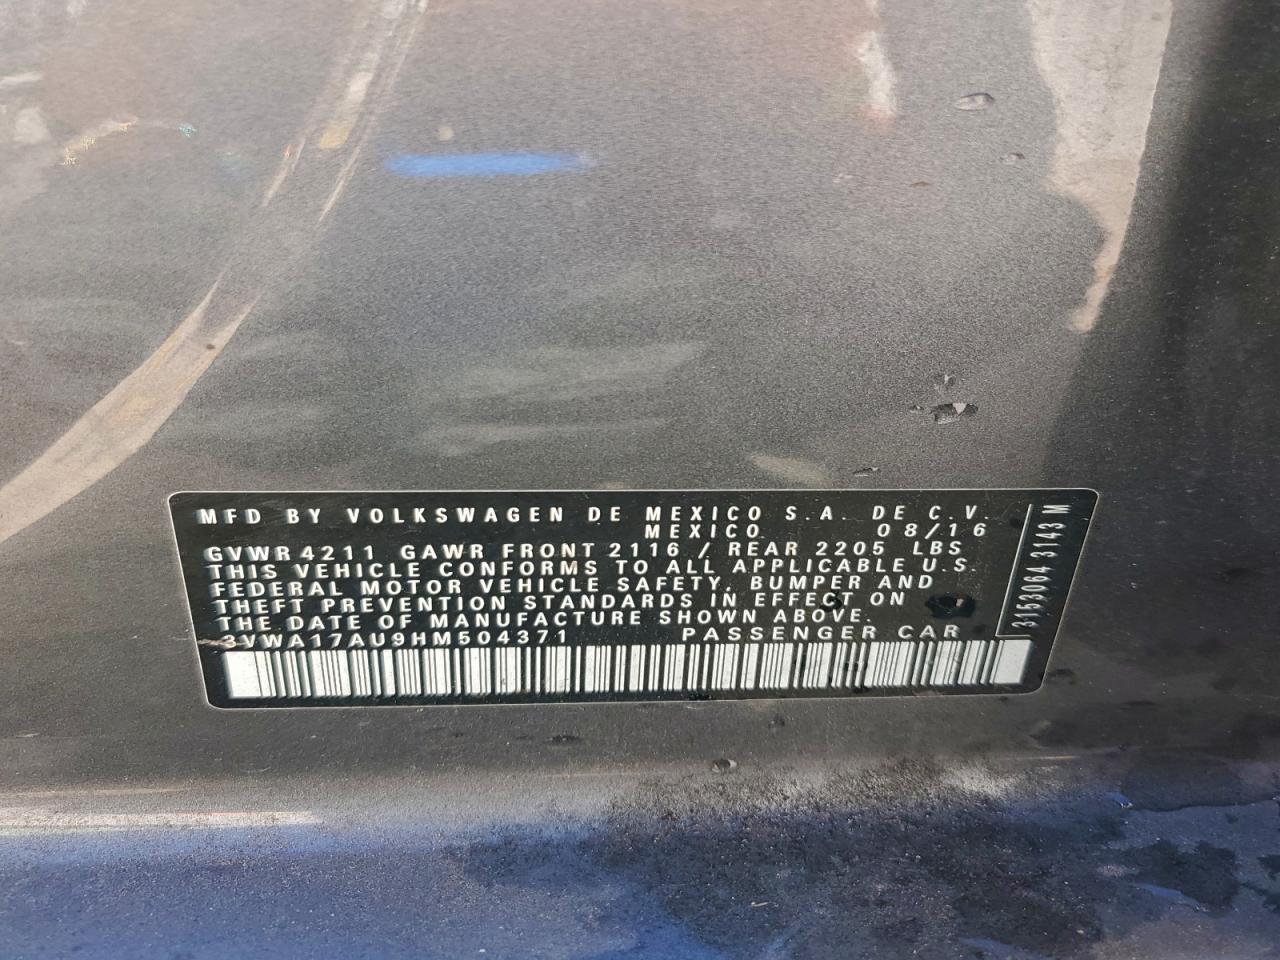 MFD BY VOLKSWAGEN DE MEXICO S.A. DE C.V.
MEXICO 08/16
GVWR 4211 GAWR FRONT 2116 / REAR 2205 LBS
THIS VEHICLE CONFORMS TO ALL APPLICABLE U.S.
FEDERAL MOTOR VEHICLE SAFETY, BUMPER AND
THEFT PREVENTION STANDARDS IN EFFECT ON
THE DATE OF MANUFACTURE SHOWN ABOVE.
3VWA17AU9HM504371 PASSENGER CAR
3143 M